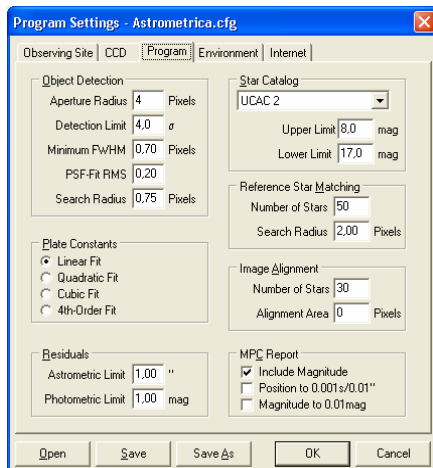 Program Settings - Astrometrica.cfg
Observing Site CCD Program Environment Internet
Object Detection
Aperture Radius 4 Pixels
Detection Limit 4,0 σ
Minimum FWHM 0,70 Pixels
PSF-Fit RMS 0,20
Search Radius 0,75 Pixels
Plate Constants
Linear Fit
Quadratic Fit
Cubic Fit
4th-Order Fit
Residuals
Astrometric Limit 1,00 "
Photometric Limit 1,00 mag
Star Catalog
UCAC 2
Upper Limit 8,0 mag
Lower Limit 17,0 mag
Reference Star Matching
Number of Stars 50
Search Radius 2,00 Pixels
Image Alignment
Number of Stars 30
Alignment Area 0 Pixels
MPC Report
Include Magnitude
Position to 0.001s/0.01"
Magnitude to 0.01mag
Open Save Save As OK Cancel